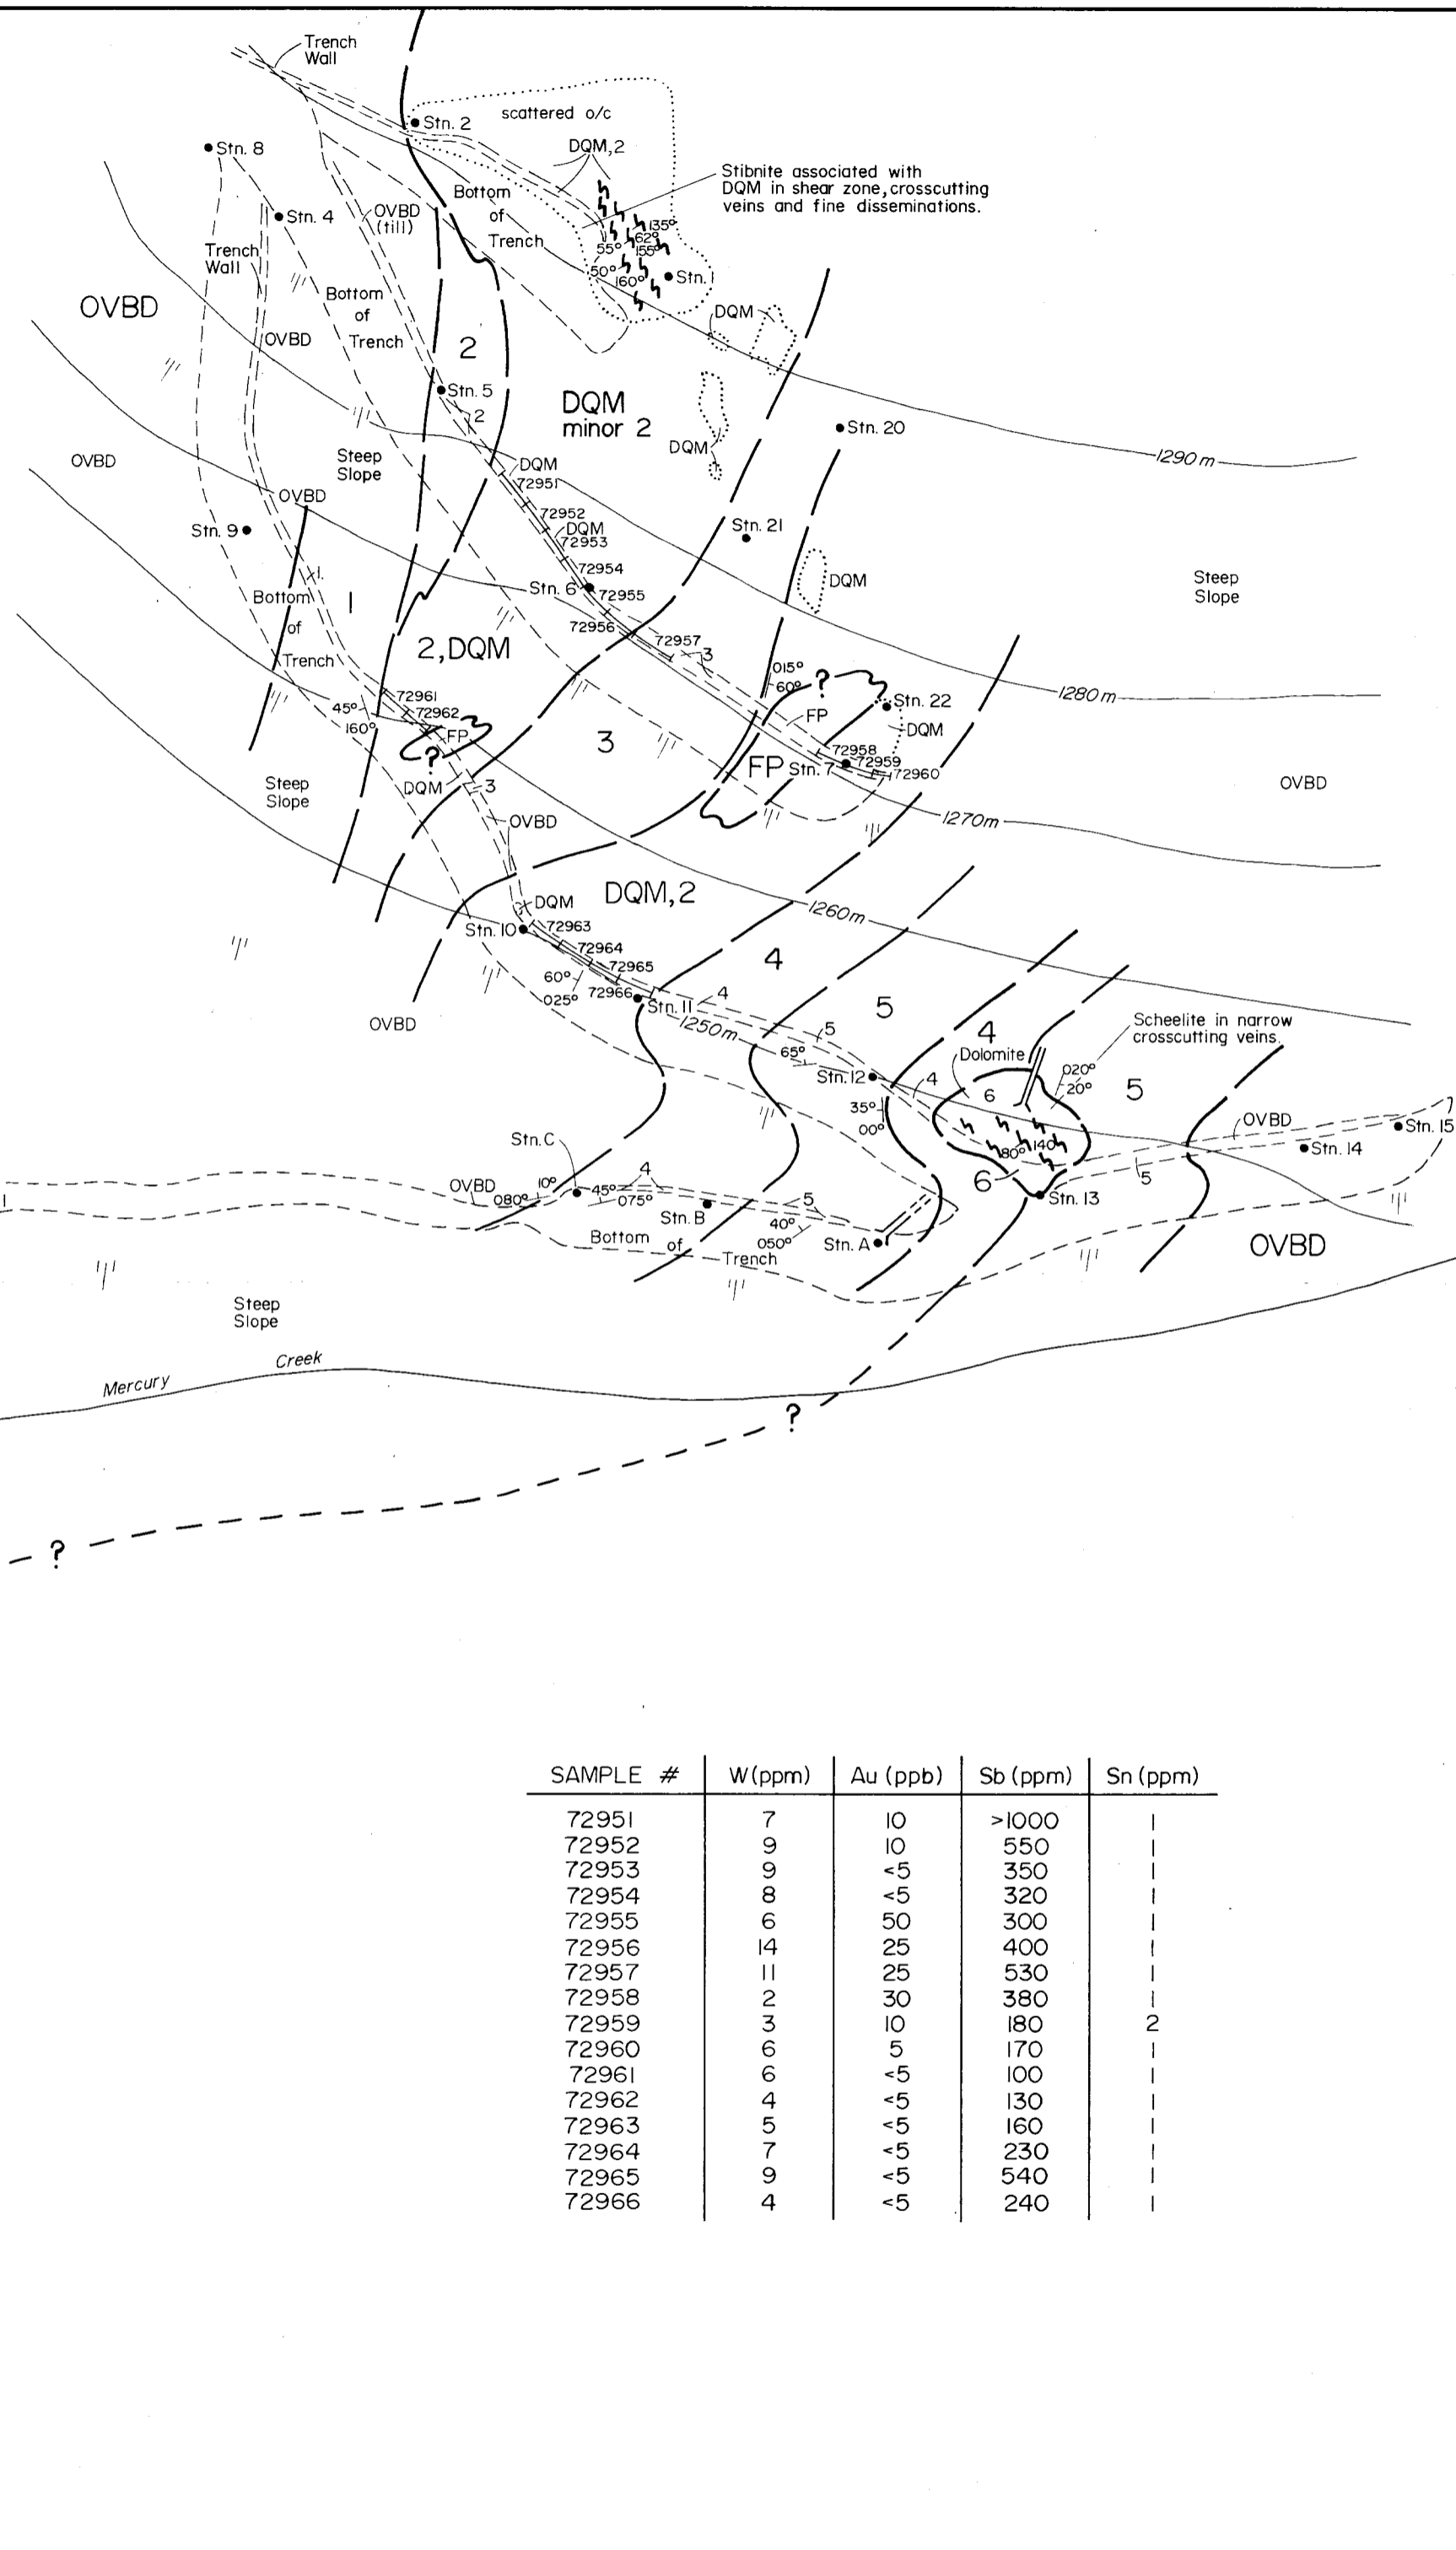 Trench
Wall
Stn. 2
scattered o/c
DQM,2
Stn. 8
Stibnite associated with
DQM in shear zone, crosscutting
veins and fine disseminations.
Bottom
of
Trench
Stn. 4
OVBD
(till)
135°
62°
155°
55°
50°
160°
Stn. 1
Trench
Wall
OVBD
Bottom
of
Trench
OVBD
DQM
2
Stn. 5
2
DQM
minor 2
Stn. 20
DQM
1290 m
OVBD
Steep
Slope
DQM
72951
OVBD
72952
DQM
72953
Stn. 21
Stn. 9
72954
Stn. 6
72955
DQM
Steep
Slope
1
Bottom
of
Trench
1
72956
72957
3
2, DQM
015°
60°
?
1280 m
72961
72962
45°
160°
FP
?
Stn. 22
FP
DQM
3
72958
72959
72960
FP
Stn. 7
OVBD
Steep
Slope
DQM
3
OVBD
1270m
DQM,2
DQM
1260m
Stn. 10
72963
72964
72965
72966
60°
025°
4
Stn. 11
4
5
OVBD
1250m
5
65°
Stn. 12
4
Scheelite in narrow
crosscutting veins.
Dolomite
4
6
020°
20°
5
35°
00°
4
80°
140
OVBD
Stn. 15
Stn. 14
Stn. C
6
5
Stn. 13
OVBD
080°
10°
45°
075°
4
Stn. B
5
40°
050°
Stn. A
Bottom
of
Trench
OVBD
Steep
Slope
Mercury Creek
?
?
SAMPLE # W (ppm) Au (ppb) Sb (ppm) Sn (ppm)
72951 7 10 >1000 1
72952 9 10 550 1
72953 9 <5 350 1
72954 8 <5 320 1
72955 6 50 300 1
72956 14 25 400 1
72957 11 25 530 1
72958 2 30 380 1
72959 3 10 180 2
72960 6 5 170 1
72961 6 <5 100 1
72962 4 <5 130 1
72963 5 <5 160 1
72964 7 <5 230 1
72965 9 <5 540 1
72966 4 <5 240 1